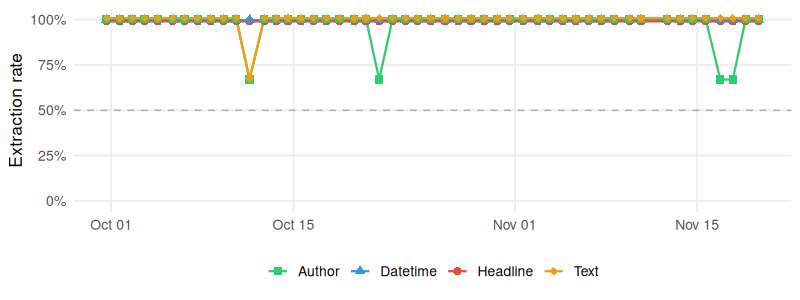 Extraction rate
100%
75%
50%
25%
0%
Oct 01 Oct 15 Nov 01 Nov 15
Author Datetime Headline Text